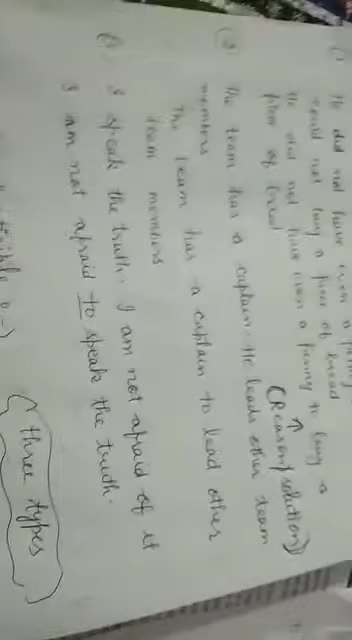 He did not have even a penny
could not buy a piece of bread
He did not have even a penny to buy a
piece of bread
(Reason/solution)
(2) The team has a captain. He leads other team
members
The team has a captain to lead other
team members
I speak the truth. I am not afraid of it
I am not afraid to speak the truth.
(three types)